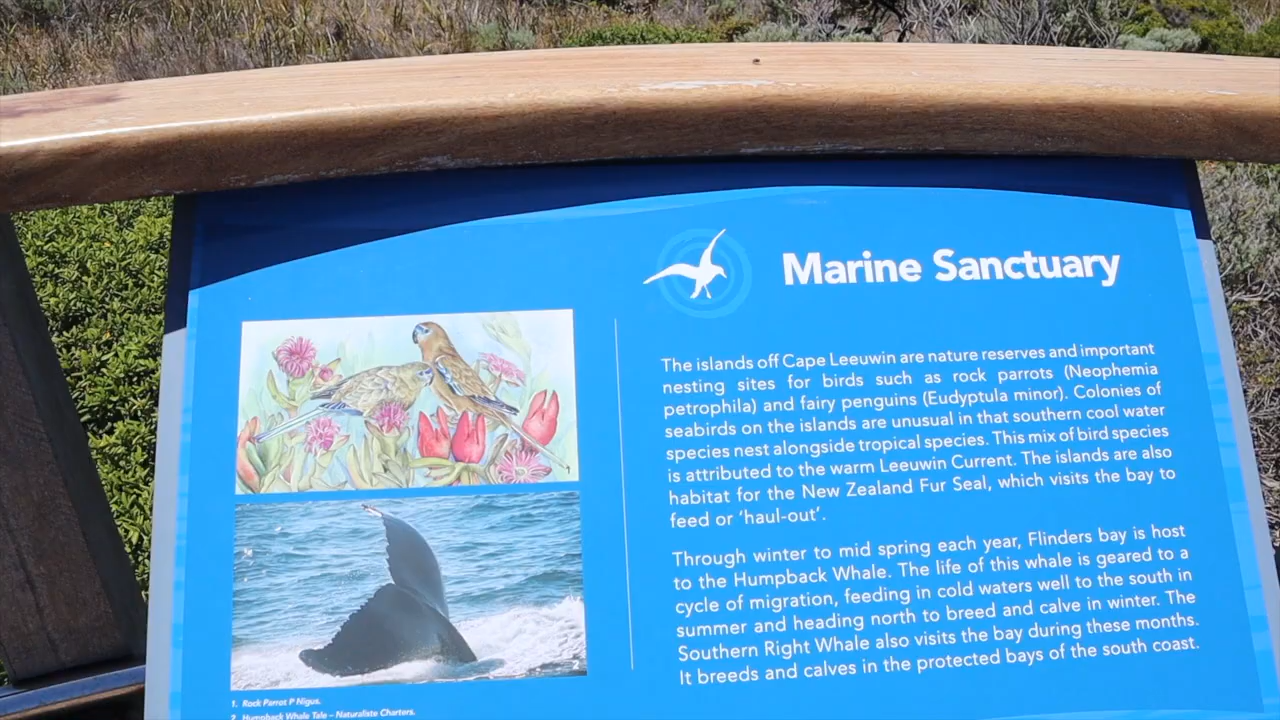 Marine Sanctuary
The islands off Cape Leeuwin are nature reserves and important
nesting sites for birds such as rock parrots (Neophemia
petrophila) and fairy penguins (Eudyptula minor). Colonies of
seabirds on the islands are unusual in that southern cool water
species nest alongside tropical species. This mix of bird species
is attributed to the warm Leeuwin Current. The islands are also
habitat for the New Zealand Fur Seal, which visits the bay to
feed or ‘haul-out’.
Through winter to mid spring each year, Flinders bay is host
to the Humpback Whale. The life of this whale is geared to a
cycle of migration, feeding in cold waters well to the south in
summer and heading north to breed and calve in winter. The
Southern Right Whale also visits the bay during these months.
It breeds and calves in the protected bays of the south coast.
1. Rock Parrot P Nigus.
2. Humpback Whale Tale – Naturaliste Charters.